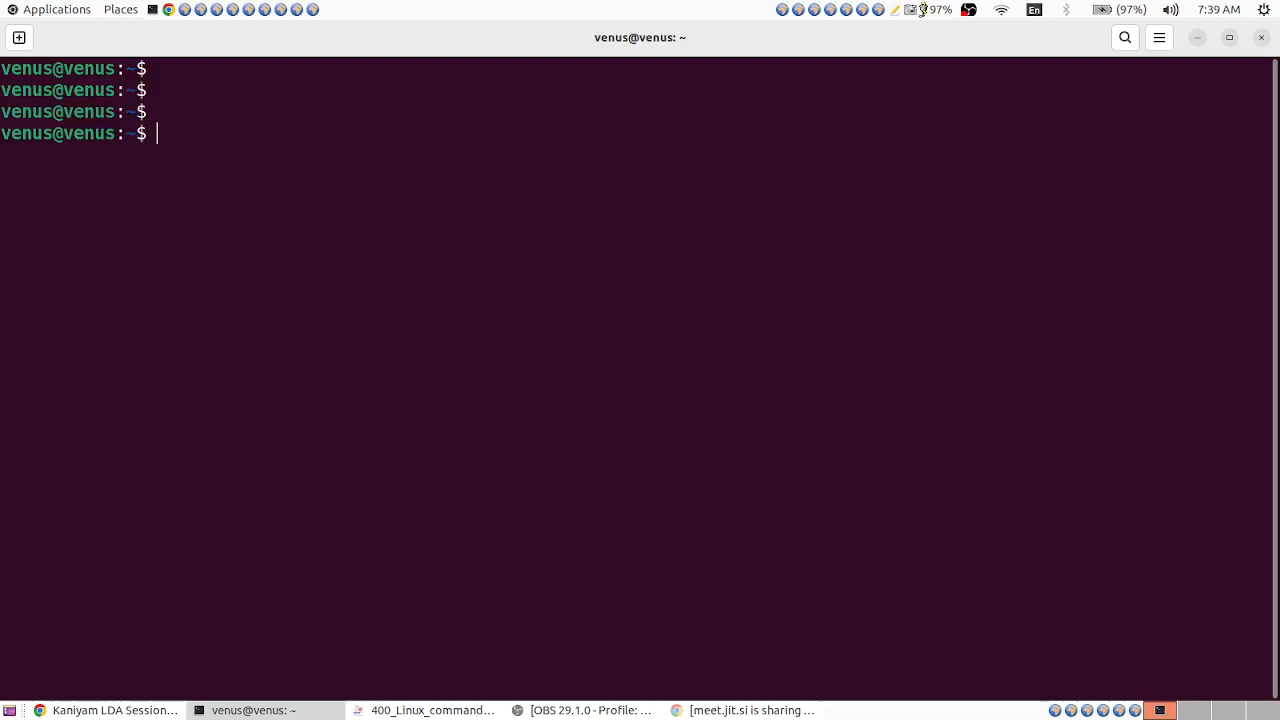 Applications Places 97% En (97%) 7:39 AM
venus@venus: ~
venus@venus:~$
venus@venus:~$
venus@venus:~$
venus@venus:~$
Kaniyam LDA Session... venus@venus: ~ 400_Linux_command... [OBS 29.1.0 - Profile: ... [meet.jit.si is sharing ...